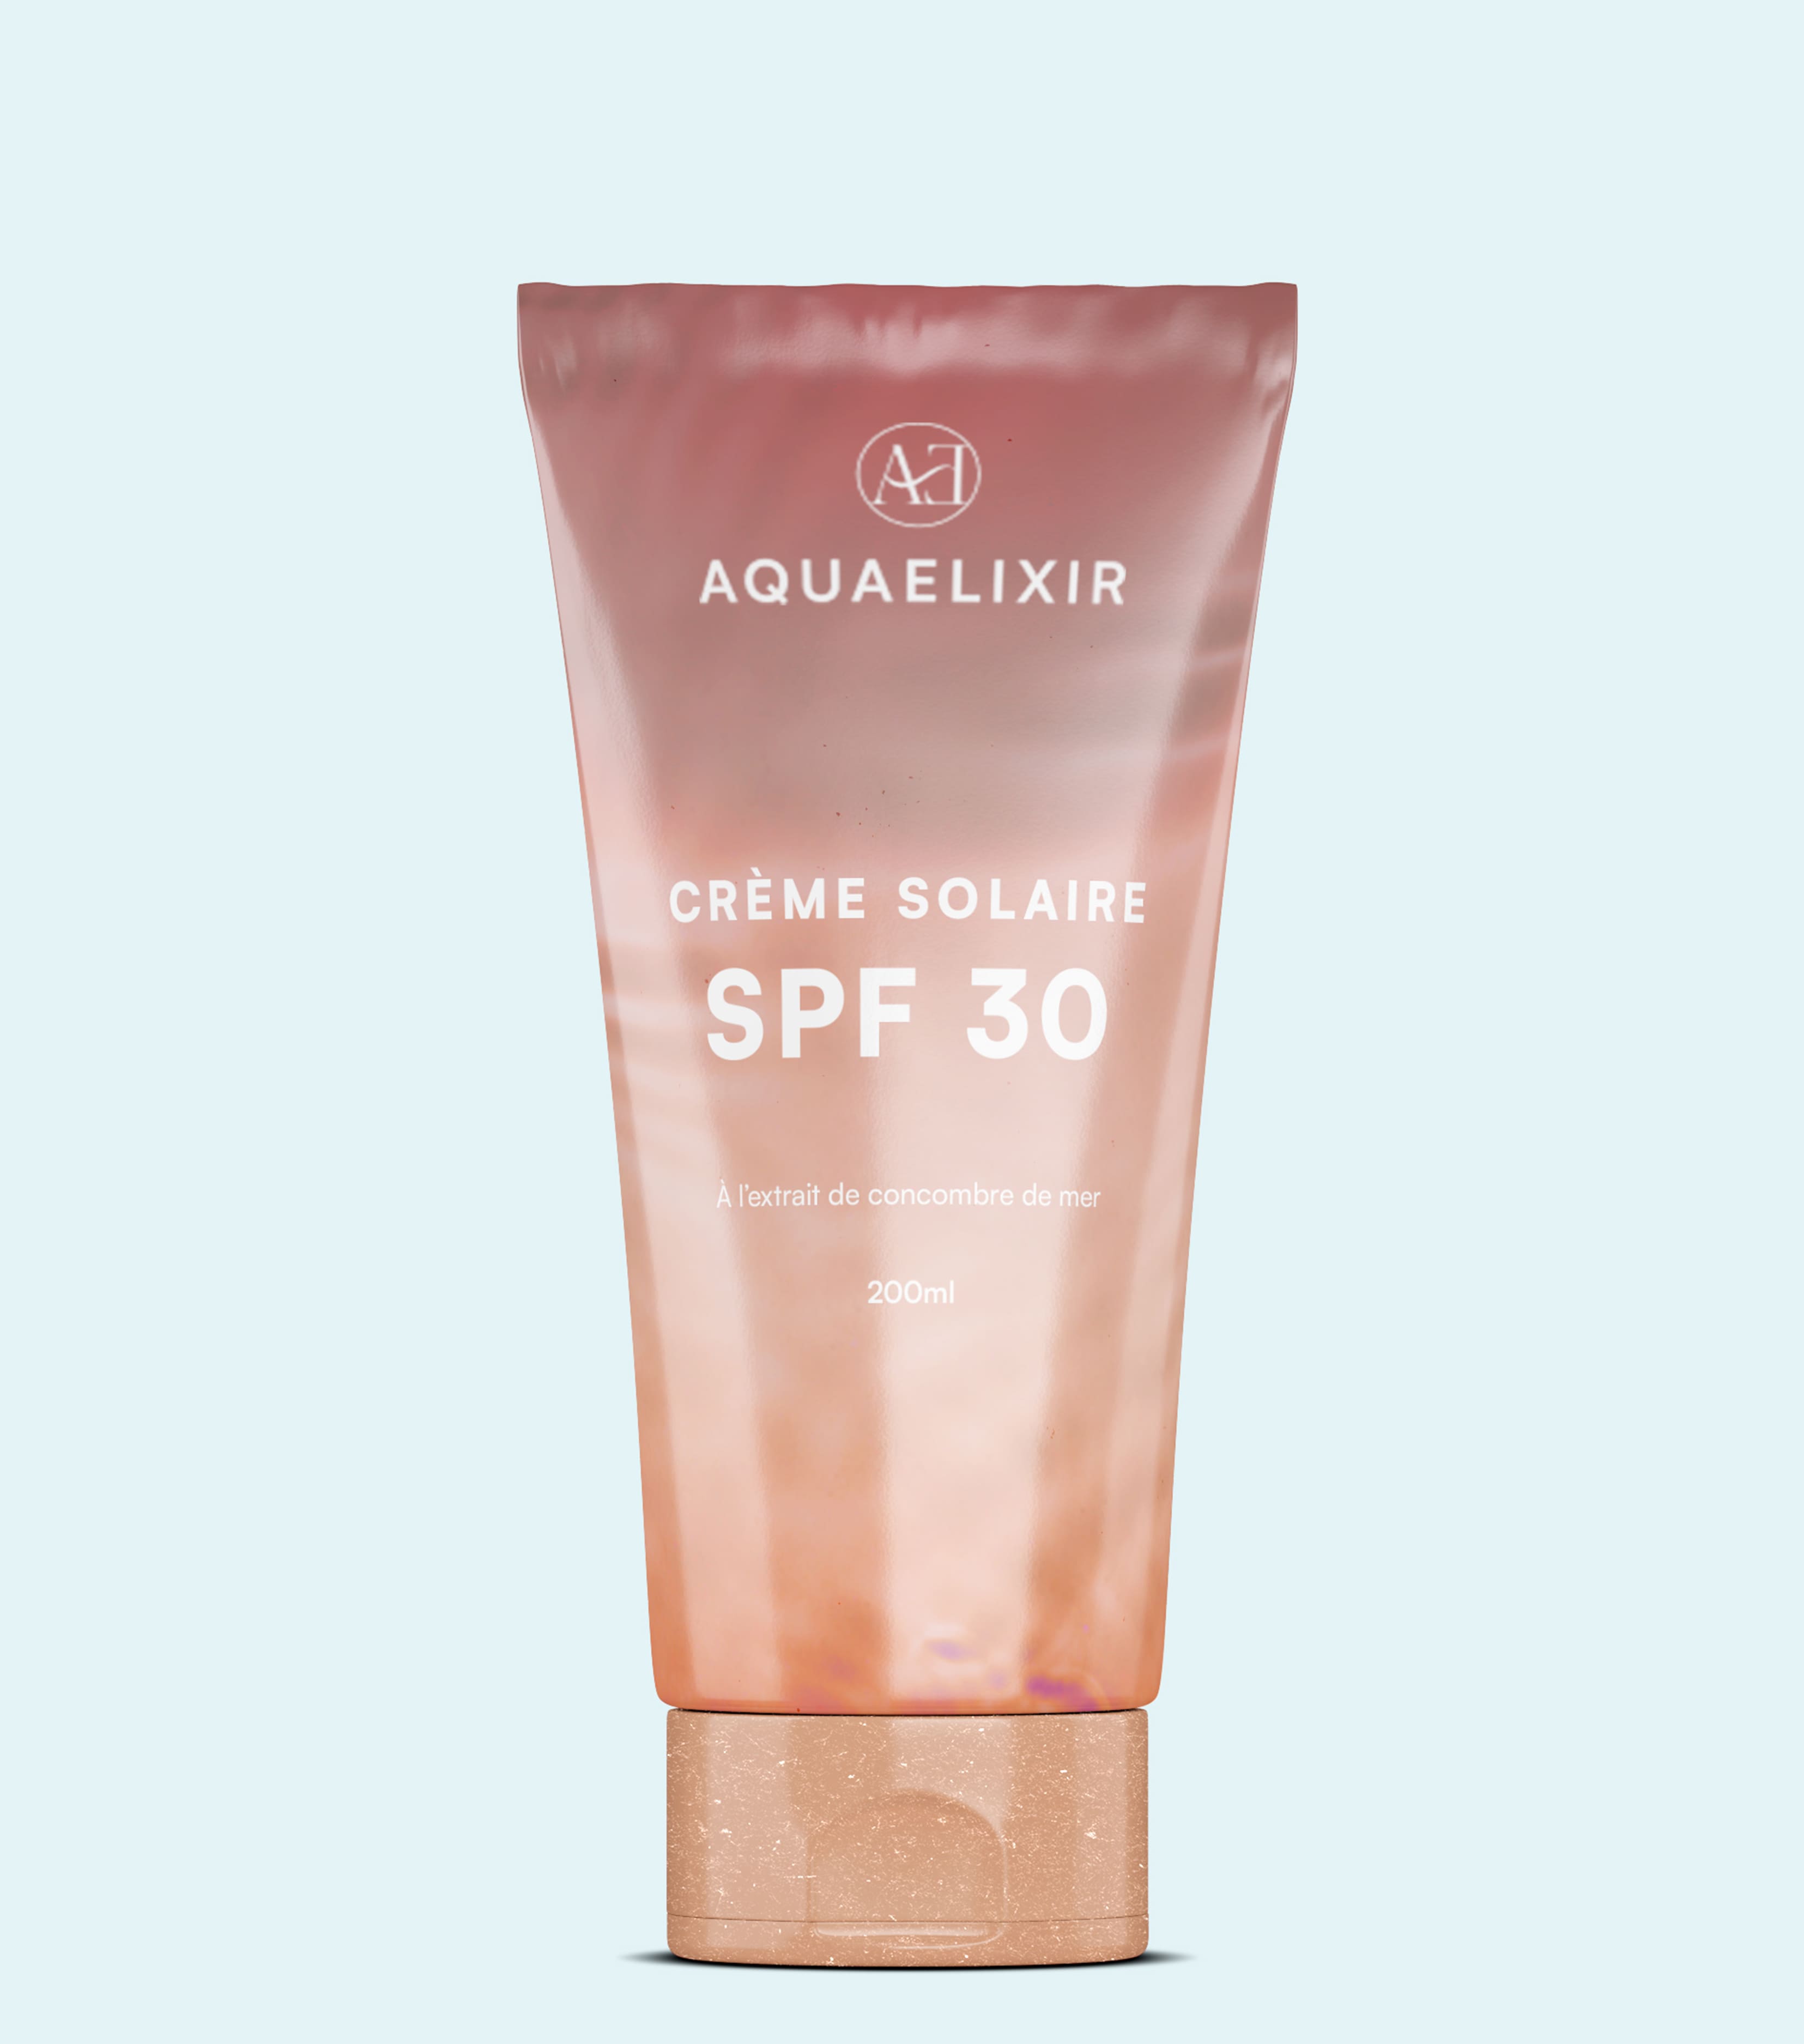 AE
AQUAELIXIR
CRÈME SOLAIRE
SPF 30
À l'extrait de concombre de mer
200ml